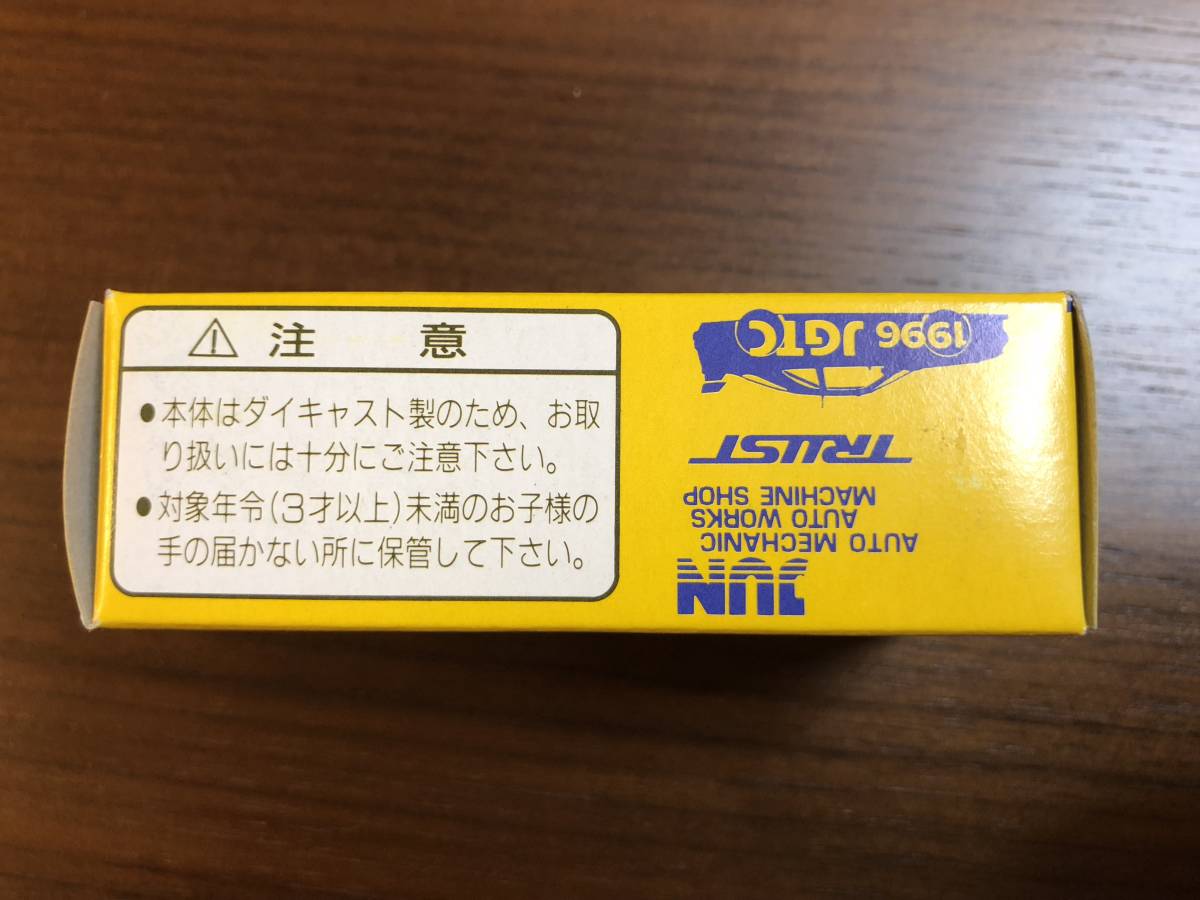 ⚠ 注 意
●本体はダイキャスト製のため、お取
り扱いには十分にご注意下さい。
●対象年令(3才以上)未満のお子様の
手の届かない所に保管して下さい。
JUN
AUTO MECHANIC
AUTO WORKS
MACHINE SHOP
TRUST
1996 JGTC